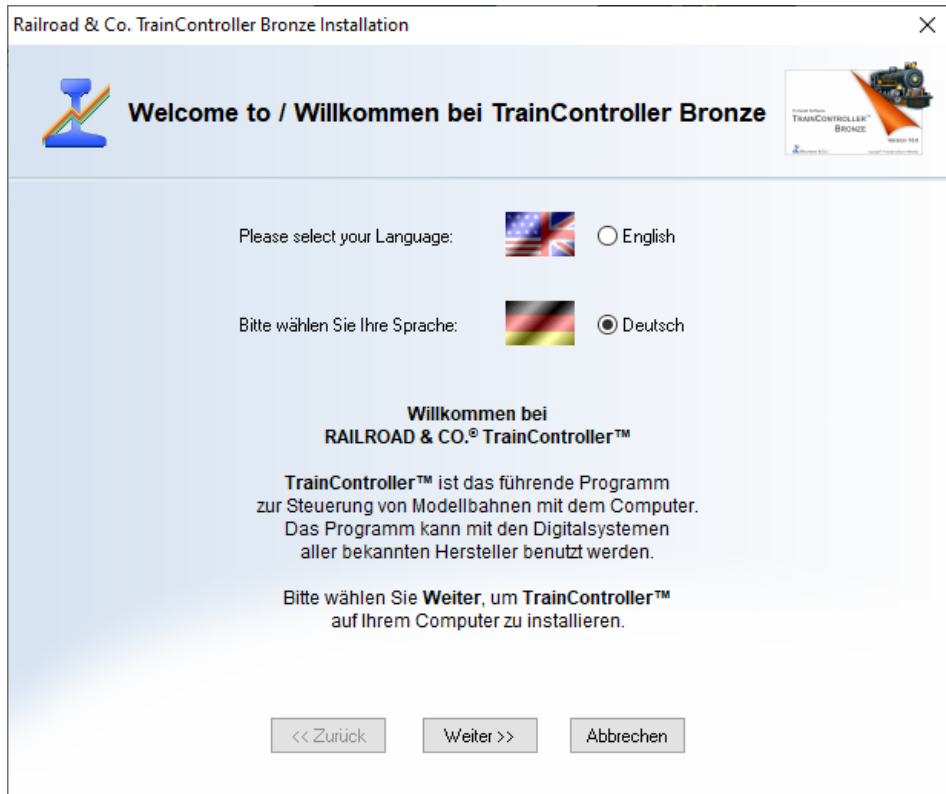 Railroad & Co. TrainController Bronze Installation
Welcome to / Willkommen bei TrainController Bronze
TRAINCONTROLLER™
BRONZE
Please select your Language:
English
Bitte wählen Sie Ihre Sprache:
Deutsch
Willkommen bei
RAILROAD & CO.® TrainController™
TrainController™ ist das führende Programm
zur Steuerung von Modellbahnen mit dem Computer.
Das Programm kann mit den Digitalsystemen
aller bekannten Hersteller benutzt werden.
Bitte wählen Sie Weiter, um TrainController™
auf Ihrem Computer zu installieren.
<< Zurück
Weiter >>
Abbrechen